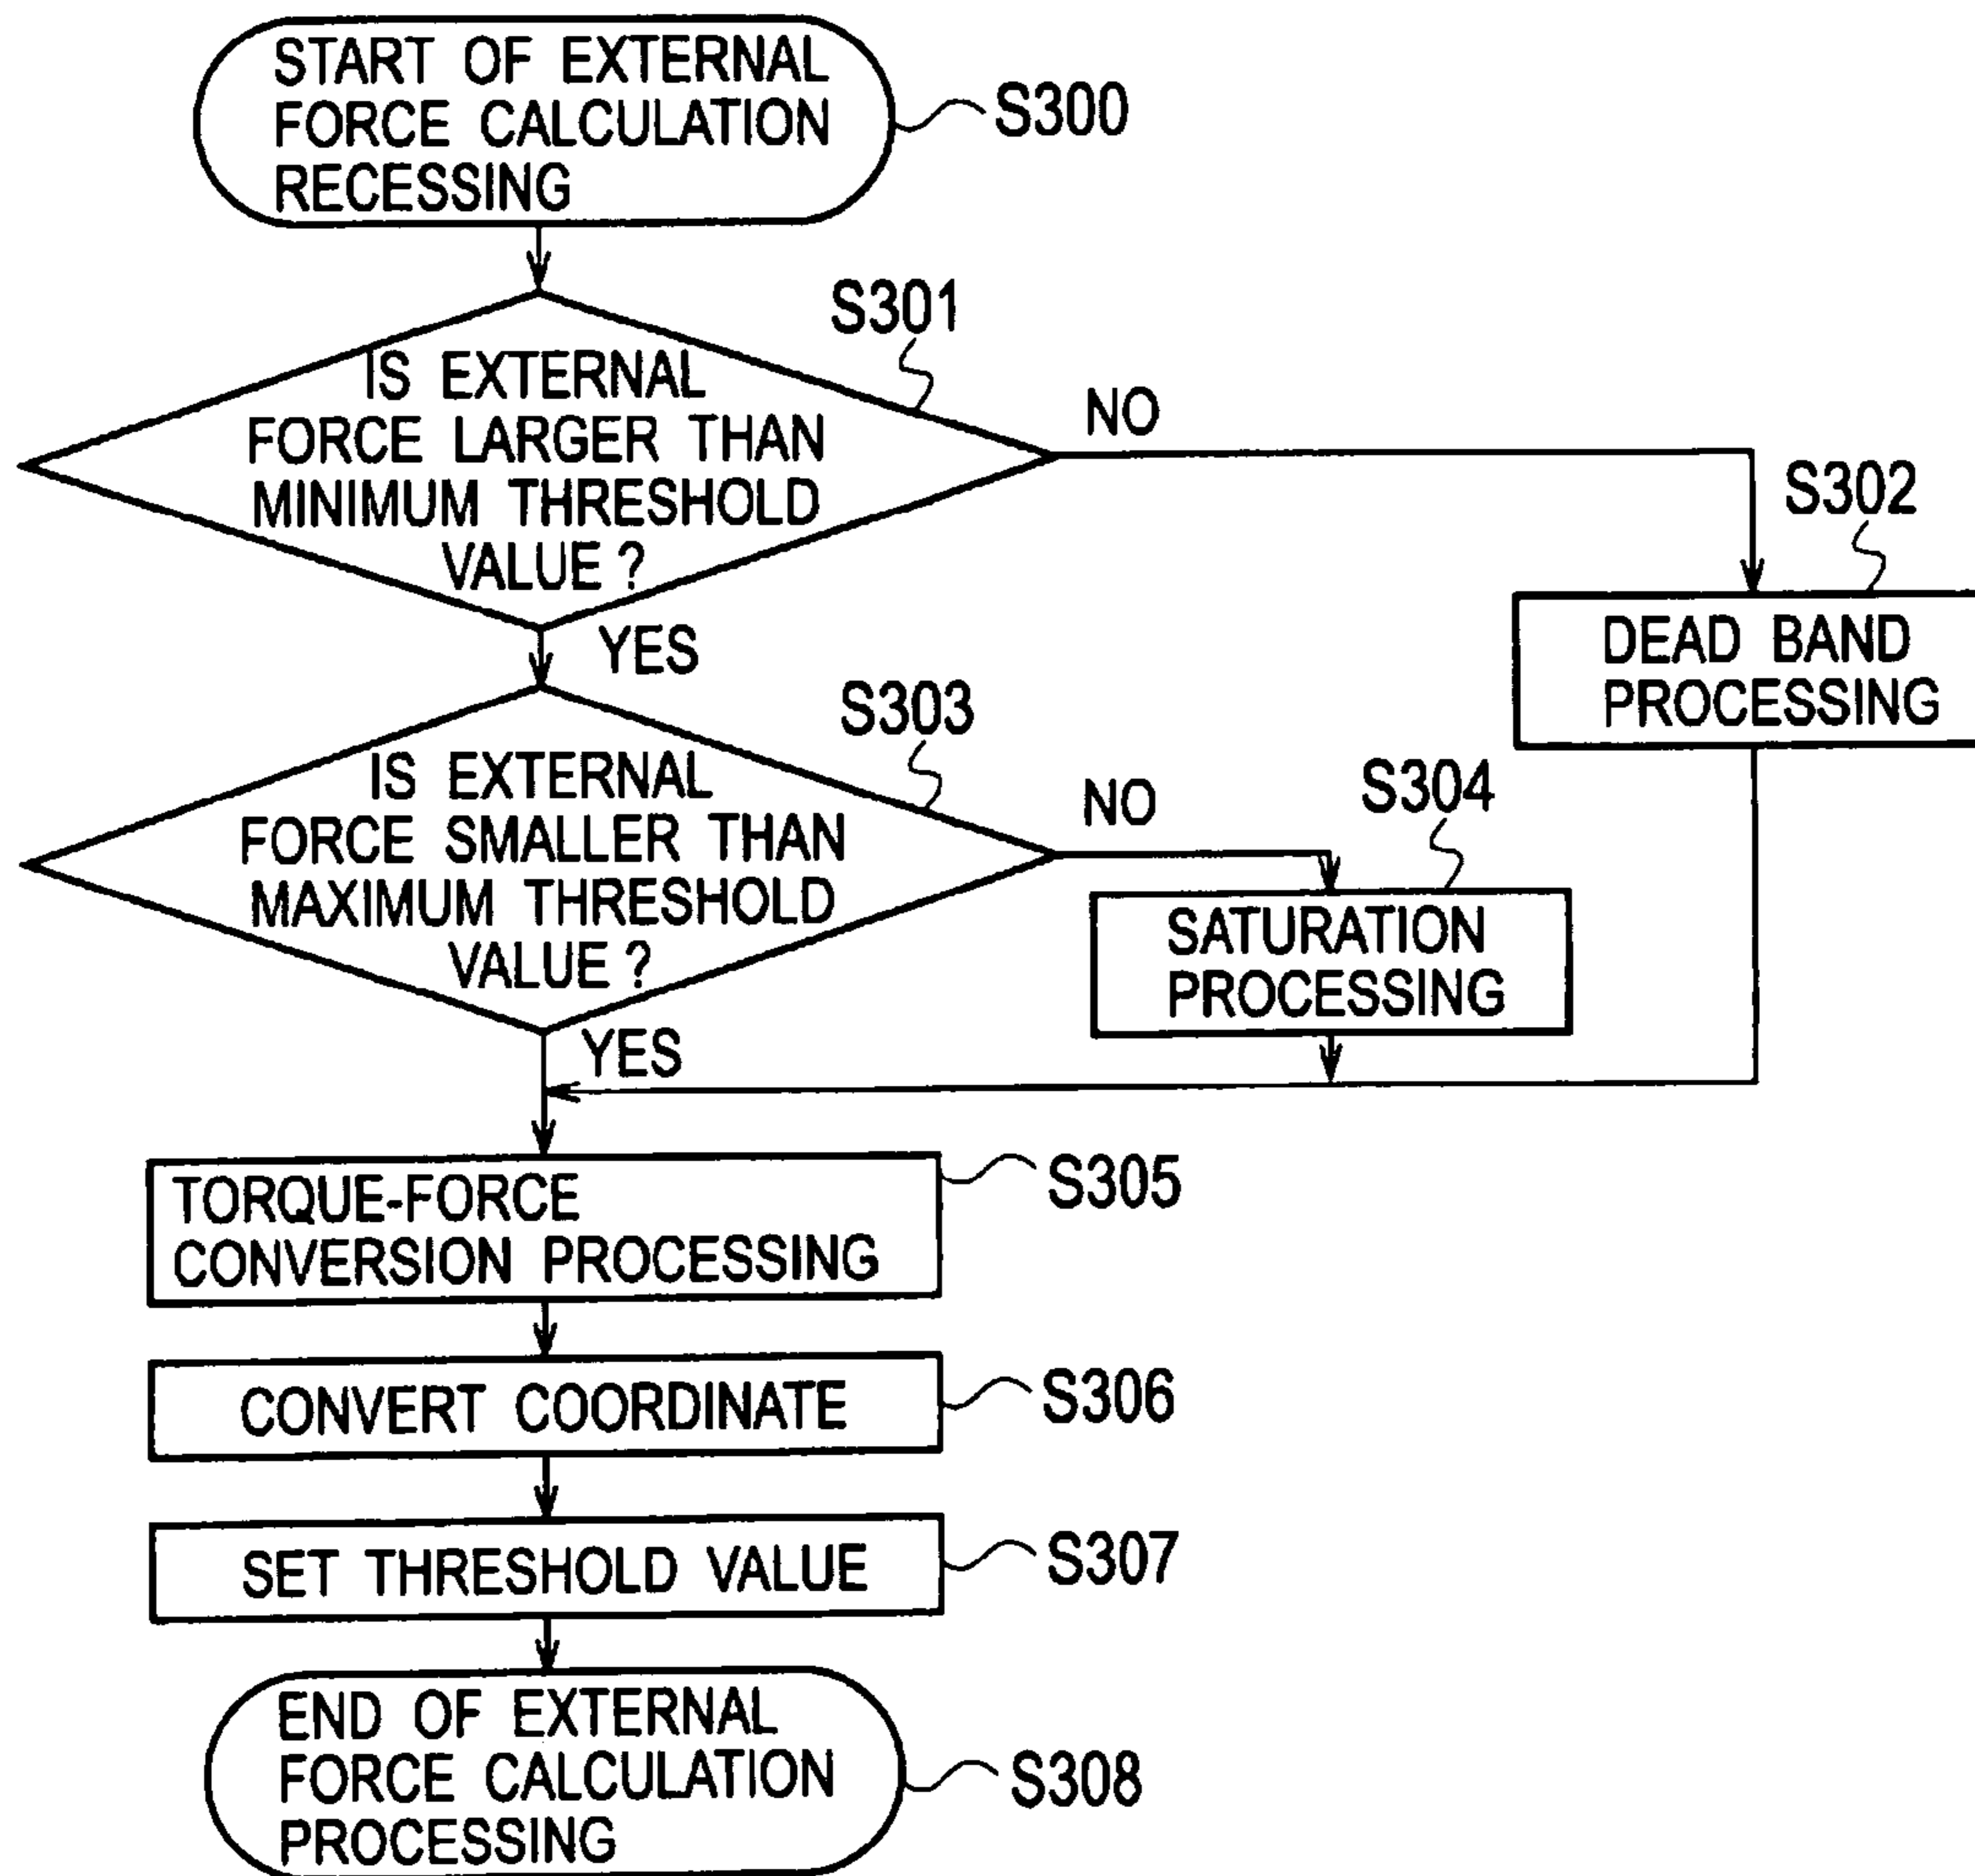 START OF EXTERNAL
FORCE CALCULATION
RECESSING
S300
S301
IS EXTERNAL
FORCE LARGER THAN
MINIMUM THRESHOLD
VALUE ?
NO
S302
DEAD BAND
PROCESSING
YES
S303
IS EXTERNAL
FORCE SMALLER THAN
MAXIMUM THRESHOLD
VALUE ?
NO
S304
SATURATION
PROCESSING
YES
TORQUE-FORCE
CONVERSION PROCESSING
S305
CONVERT COORDINATE
S306
SET THRESHOLD VALUE
S307
END OF EXTERNAL
FORCE CALCULATION
PROCESSING
S308